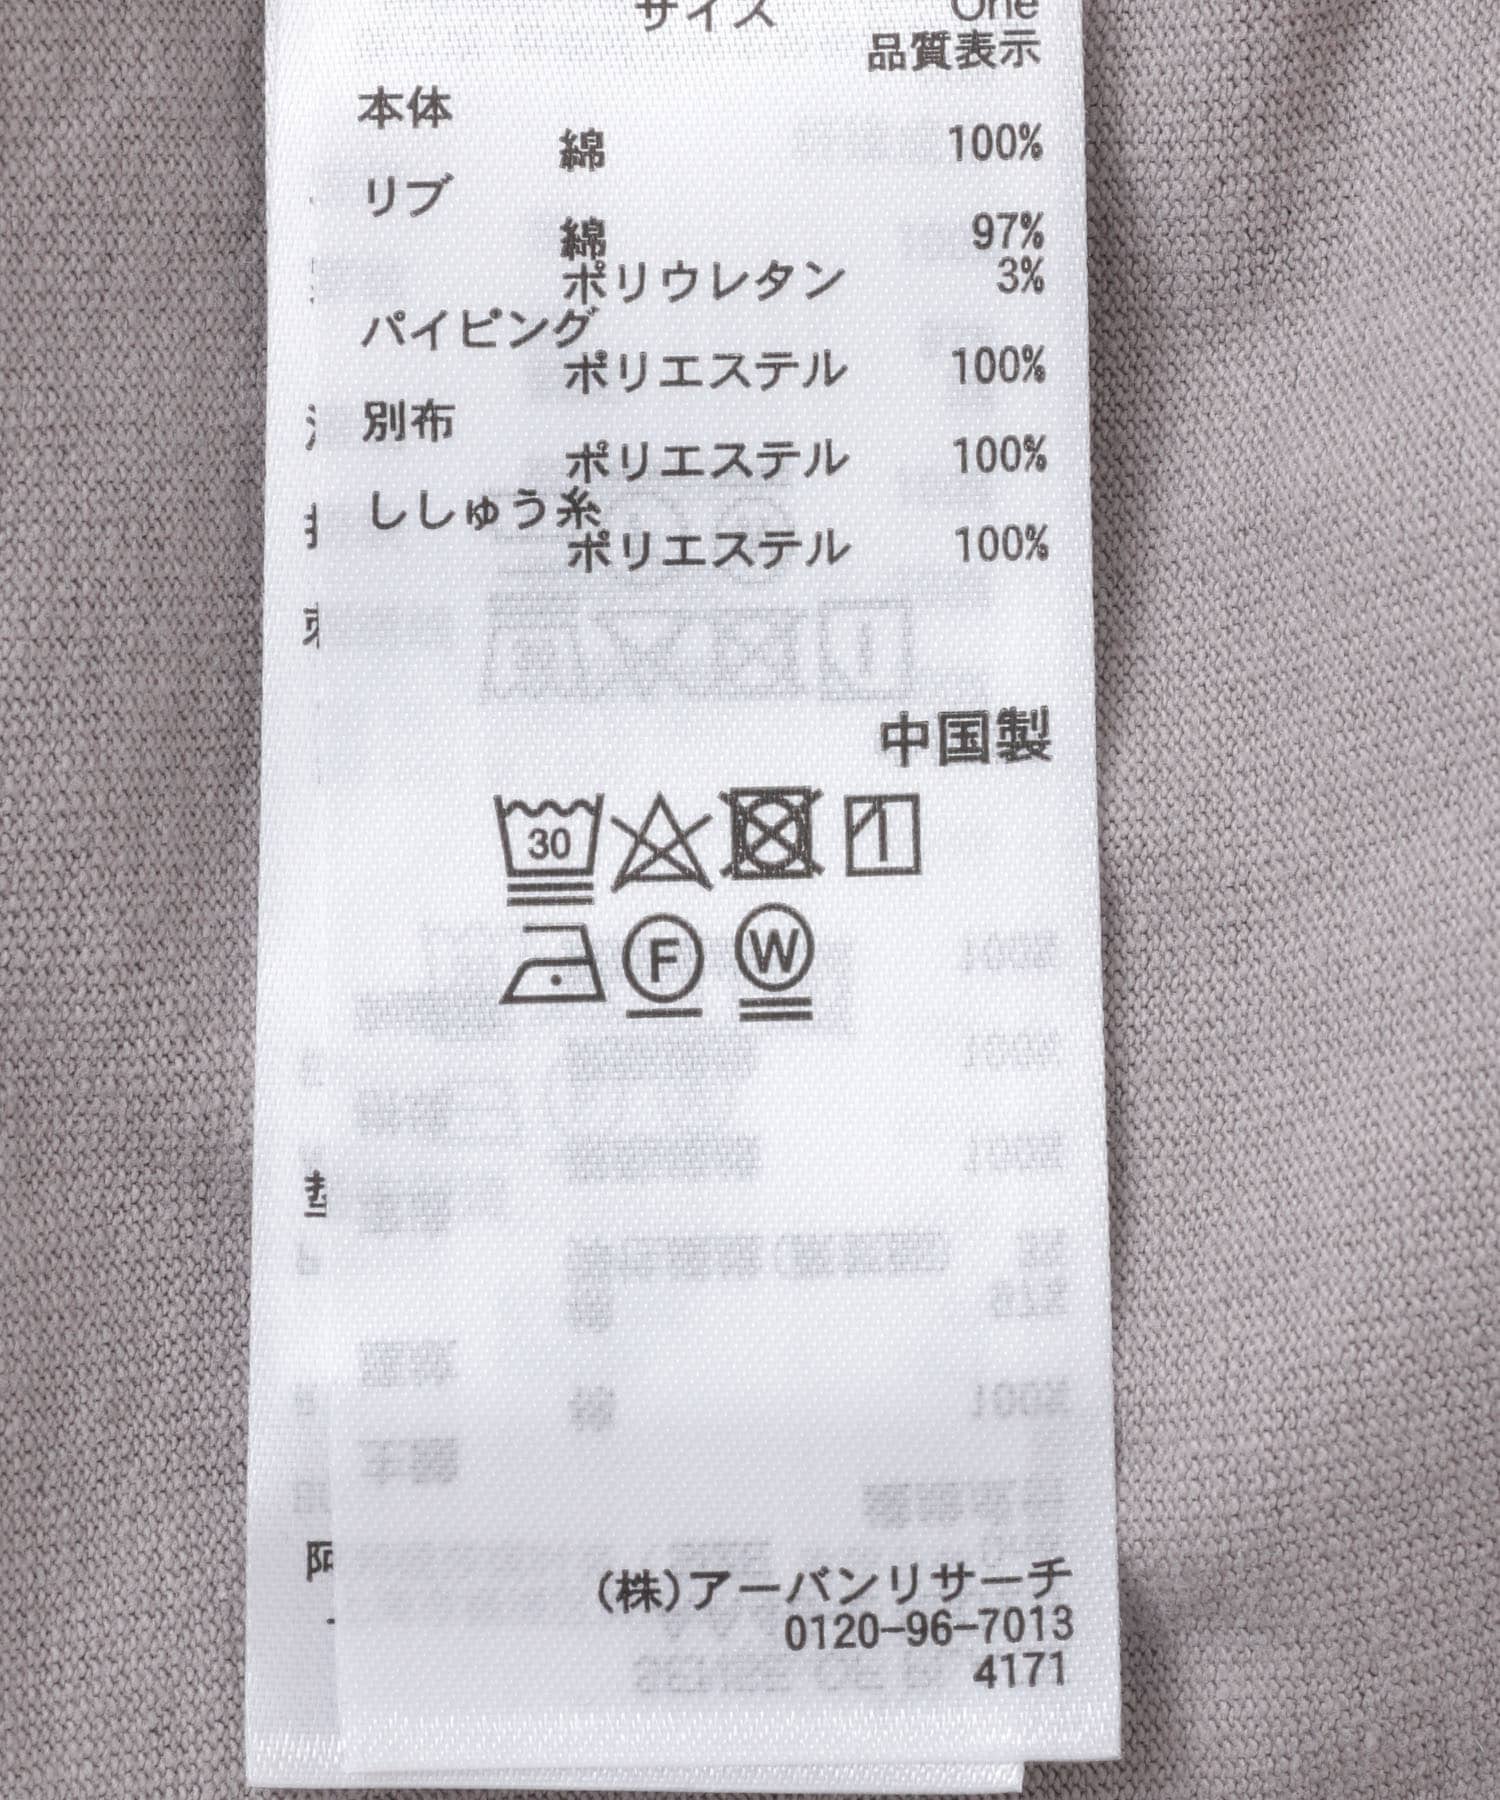 サイズ One
品質表示
本体
綿 100%
リブ
綿 97%
ポリウレタン 3%
パイピング
ポリエステル 100%
別布
ポリエステル 100%
ししゅう糸
ポリエステル 100%
中国製
30
F W
(株)アーバンリサーチ
0120-96-7013
4171